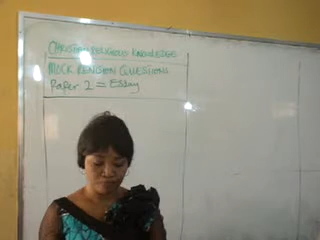 CHRISTIAN RELIGIOUS KNOWLEDGE
MOCK REVISION QUESTIONS
Paper 2 = Essay